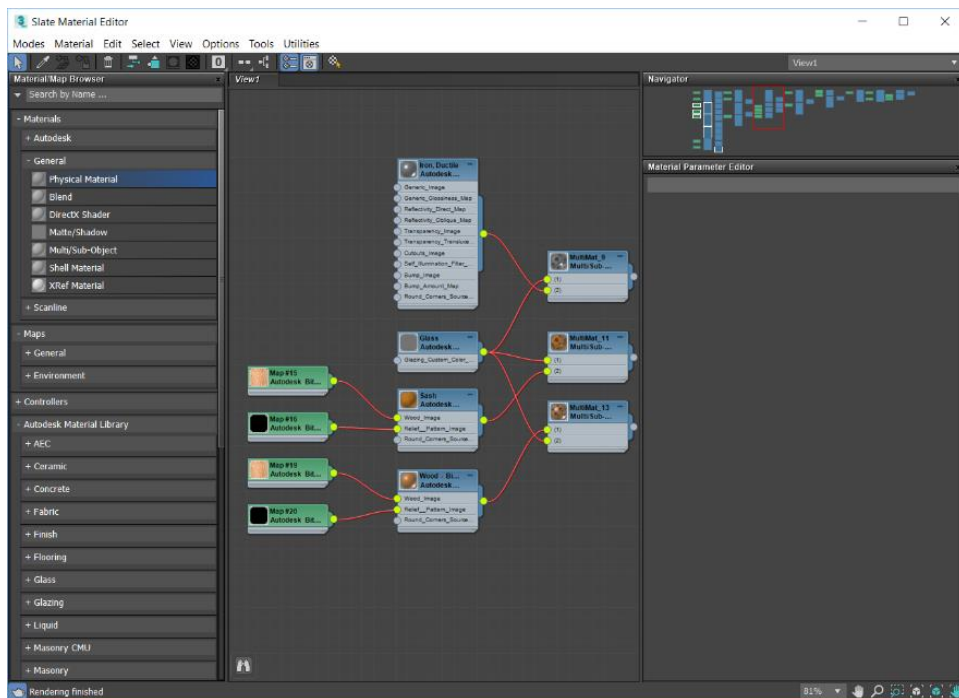 Slate Material Editor
Modes Material Edit Select View Options Tools Utilities
View1
Material/Map Browser
Search by Name ...
- Materials
+ Autodesk
- General
Physical Material
Blend
DirectX Shader
Matte/Shadow
Multi/Sub-Object
Shell Material
XRef Material
+ Scanline
- Maps
+ General
+ Environment
+ Controllers
- Autodesk Material Library
+ AEC
+ Ceramic
+ Concrete
+ Fabric
+ Finish
+ Flooring
+ Glass
+ Glazing
+ Liquid
+ Masonry CMU
+ Masonry
View1
Iron, Ductile
Autodesk ...
Generic_Image
Generic_Glossiness_Map
Reflectivity_Direct_Map
Reflectivity_Oblique_Map
Transparency_Image
Transparency_Transluce...
Cutouts_Image
Self_Illumination_Filter_...
Bump_Image
Bump_Amount_Map
Round_Corners_Source...
Glass
Autodesk ...
Glazing_Custom_Color_...
Map #15
Autodesk Bit...
Map #16
Autodesk Bit...
Map #19
Autodesk Bit...
Map #20
Autodesk Bit...
Sash
Autodesk ...
Wood_Image
Relief__Pattern_Image
Round_Corners_Source...
Wood - Bi...
Autodesk ...
Wood_Image
Relief__Pattern_Image
Round_Corners_Source...
MultiMat_9
Multi/Sub-...
(1)
(2)
MultiMat_11
Multi/Sub-...
(1)
(2)
MultiMat_13
Multi/Sub-...
(1)
(2)
Navigator
Material Parameter Editor
Rendering finished
81%